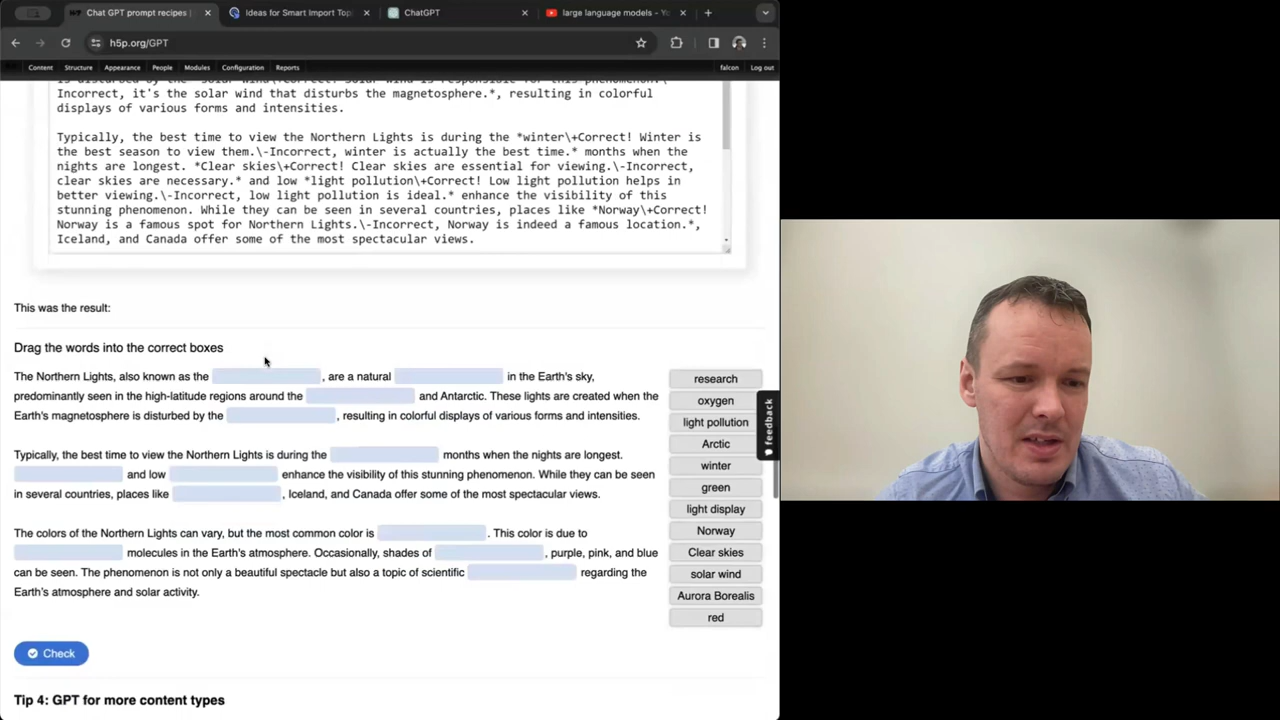 Chat GPT prompt recipes |
Ideas for Smart Import Top
ChatGPT
large language models - Yo
h5p.org/GPT
Content Structure Appearance People Modules Configuration Reports falcon Log out
is disturbed by the *solar wind\+Correct! Solar wind is responsible for this phenomenon.\-
Incorrect, it's the solar wind that disturbs the magnetosphere.*, resulting in colorful
displays of various forms and intensities.
Typically, the best time to view the Northern Lights is during the *winter\+Correct! Winter is
the best season to view them.\-Incorrect, winter is actually the best time.* months when the
nights are longest. *Clear skies\+Correct! Clear skies are essential for viewing.\-Incorrect,
clear skies are necessary.* and low *light pollution\+Correct! Low light pollution helps in
better viewing.\-Incorrect, low light pollution is ideal.* enhance the visibility of this
stunning phenomenon. While they can be seen in several countries, places like *Norway\+Correct!
Norway is a famous spot for Northern Lights.\-Incorrect, Norway is indeed a famous location.*,
Iceland, and Canada offer some of the most spectacular views.
This was the result:
Drag the words into the correct boxes
The Northern Lights, also known as the , are a natural in the Earth's sky,
predominantly seen in the high-latitude regions around the and Antarctic. These lights are created when the
Earth's magnetosphere is disturbed by the , resulting in colorful displays of various forms and intensities.
Typically, the best time to view the Northern Lights is during the months when the nights are longest.
and low enhance the visibility of this stunning phenomenon. While they can be seen
in several countries, places like , Iceland, and Canada offer some of the most spectacular views.
The colors of the Northern Lights can vary, but the most common color is . This color is due to
molecules in the Earth's atmosphere. Occasionally, shades of , purple, pink, and blue
can be seen. The phenomenon is not only a beautiful spectacle but also a topic of scientific regarding the
Earth's atmosphere and solar activity.
research
oxygen
light pollution
Arctic
winter
green
light display
Norway
Clear skies
solar wind
Aurora Borealis
red
feedback
Check
Tip 4: GPT for more content types